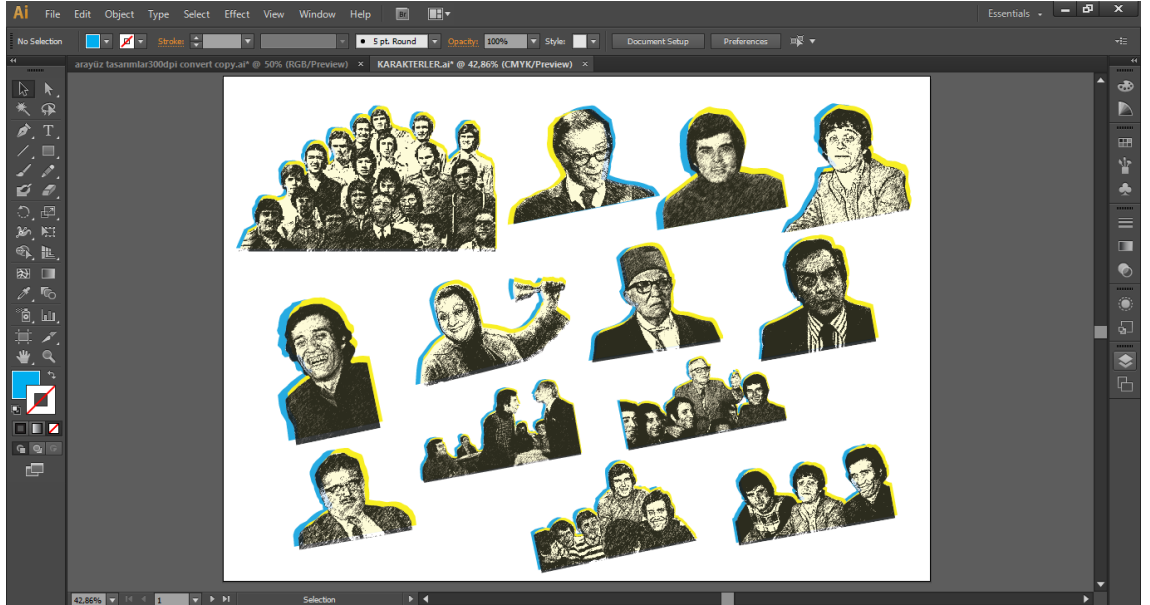 Ai File Edit Object Type Select Effect View Window Help Br Essentials
No Selection Stroke: 5 pt. Round Opacity: 100% Style: Document Setup Preferences
arayüz tasarımlar300dpi convert copy.ai* @ 50% (RGB/Preview) × KARAKTERLER.ai* @ 42,86% (CMYK/Preview) ×
42,86% 1 Selection